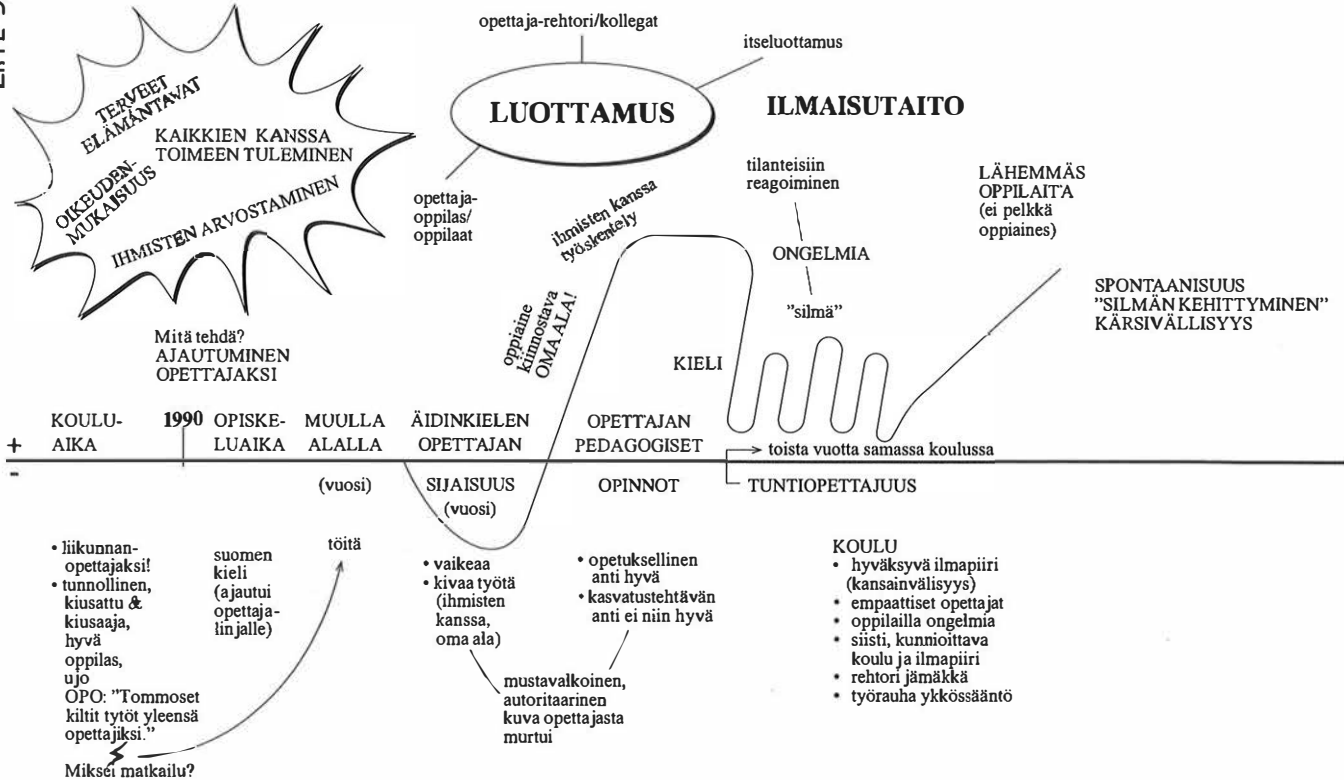 TERVEET
ELÄMÄNTAVAT
KAIKKIEN KANSSA
TOIMEEN TULEMINEN
OIKEUDEN-
MUKAISUUS
IHMISTEN ARVOSTAMINEN
Mitä tehdä?
AJAUTUMINEN
OPETTAJAKSI
opettaja-rehtori/kollegat
itseluottamus
LUOTTAMUS
opettaja-
oppilas/
oppilaat
ILMAISUTAITO
oppiaine
kiinnostava
OMA ALA!
ihmisten kanssa
työskentely
tilanteisiin
reagoiminen
ONGELMIA
"silmä"
KIELI
LÄHEMMÄS
OPPILAITA
(ei pelkkä
oppiaines)
SPONTAANISUUS
"SILMÄN KEHITTYMINEN"
KÄRSIVÄLLISYYS
+
-
KOULU-
AIKA
1990
OPISKE-
LUAIKA
MUULLA
ALALLA
(vuosi)
ÄIDINKIELEN
OPETTAJAN
SIJAISUUS
(vuosi)
OPETTAJAN
PEDAGOGISET
OPINNOT
toista vuotta samassa koulussa
TUNTIOPETTAJUUS
• liikunnan-
opettajaksi!
• tunnollinen,
kiusattu &
kiusaaja,
hyvä
oppilas,
ujo
OPO: "Tommoset
kiltit tytöt yleensä
opettajiksi."
Miksei matkailu?
suomen
kieli
(ajautui
opettaja-
linjalle)
töitä
• vaikeaa
• kivaa työtä
(ihmisten
kanssa,
oma ala)
• opetuksellinen
anti hyvä
• kasvatustehtävän
anti ei niin hyvä
mustavalkoinen,
autoritaarinen
kuva opettajasta
murtui
KOULU
• hyväksyvä ilmapiiri
(kansainvälisyys)
• empaattiset opettajat
• oppilailla ongelmia
• siisti, kunnioittava
koulu ja ilmapiiri
• rehtori jämäkkä
• työrauha ykkössääntö